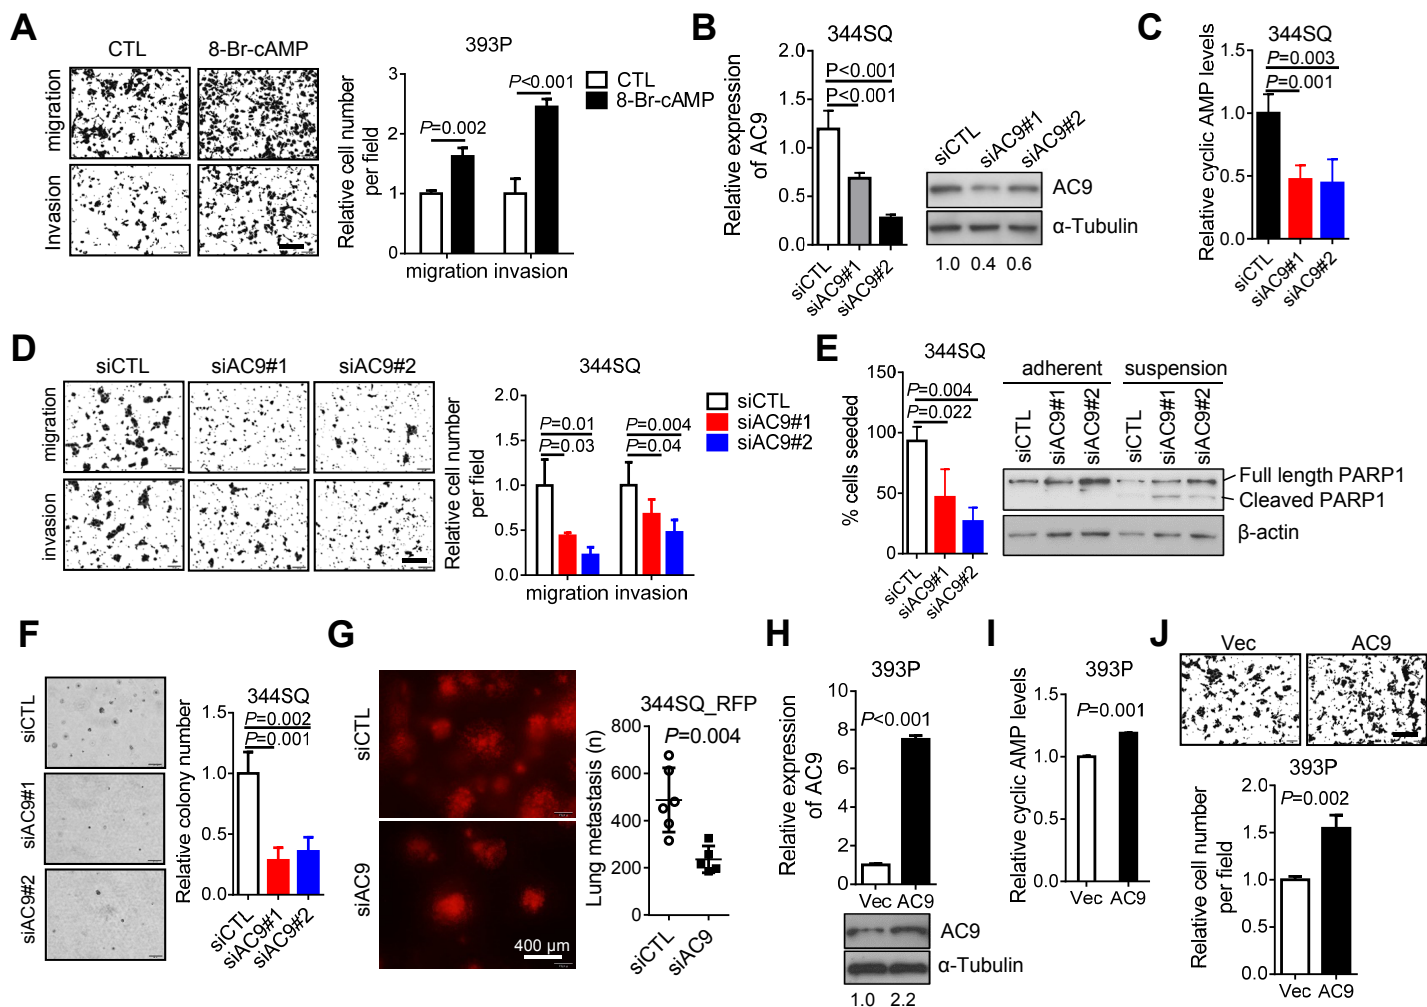 A
CTL
8-Br-cAMP
migration
Invasion
393P
Relative cell number
per field
3
2
1
0
P=0.002
P<0.001
migration invasion
CTL
8-Br-cAMP
B
344SQ
Relative expression
of AC9
2.0
1.5
1.0
0.5
0.0
P<0.001
P<0.001
siCTL
siAC9#1
siAC9#2
siCTL
siAC9#1
siAC9#2
AC9
α-Tubulin
1.0 0.4 0.6
C
344SQ
Relative cyclic AMP levels
1.5
1.0
0.5
0.0
P=0.003
P=0.001
siCTL
siAC9#1
siAC9#2
D
siCTL
siAC9#1
siAC9#2
migration
invasion
344SQ
Relative cell number
per field
2.0
1.5
1.0
0.5
0.0
P=0.01
P=0.03
P=0.004
P=0.04
migration invasion
siCTL
siAC9#1
siAC9#2
E
344SQ
% cells seeded
150
100
50
0
P=0.004
P=0.022
siCTL
siAC9#1
siAC9#2
adherent suspension
siCTL
siAC9#1
siAC9#2
siCTL
siAC9#1
siAC9#2
Full length PARP1
Cleaved PARP1
β-actin
F
siCTL
siAC9#1
siAC9#2
344SQ
Relative colony number
1.5
1.0
0.5
0.0
P=0.002
P=0.001
siCTL
siAC9#1
siAC9#2
G
siCTL
siAC9
400 μm
344SQ_RFP
Lung metastasis (n)
800
600
400
200
0
P=0.004
siCTL
siAC9
H
393P
Relative expression
of AC9
10
8
6
4
2
0
P<0.001
Vec AC9
AC9
α-Tubulin
1.0 2.2
I
393P
Relative cyclic AMP levels
1.5
1.0
0.5
0.0
P=0.001
Vec AC9
J
Vec
AC9
393P
Relative cell number
per field
2.0
1.5
1.0
0.5
0.0
P=0.002
Vec AC9